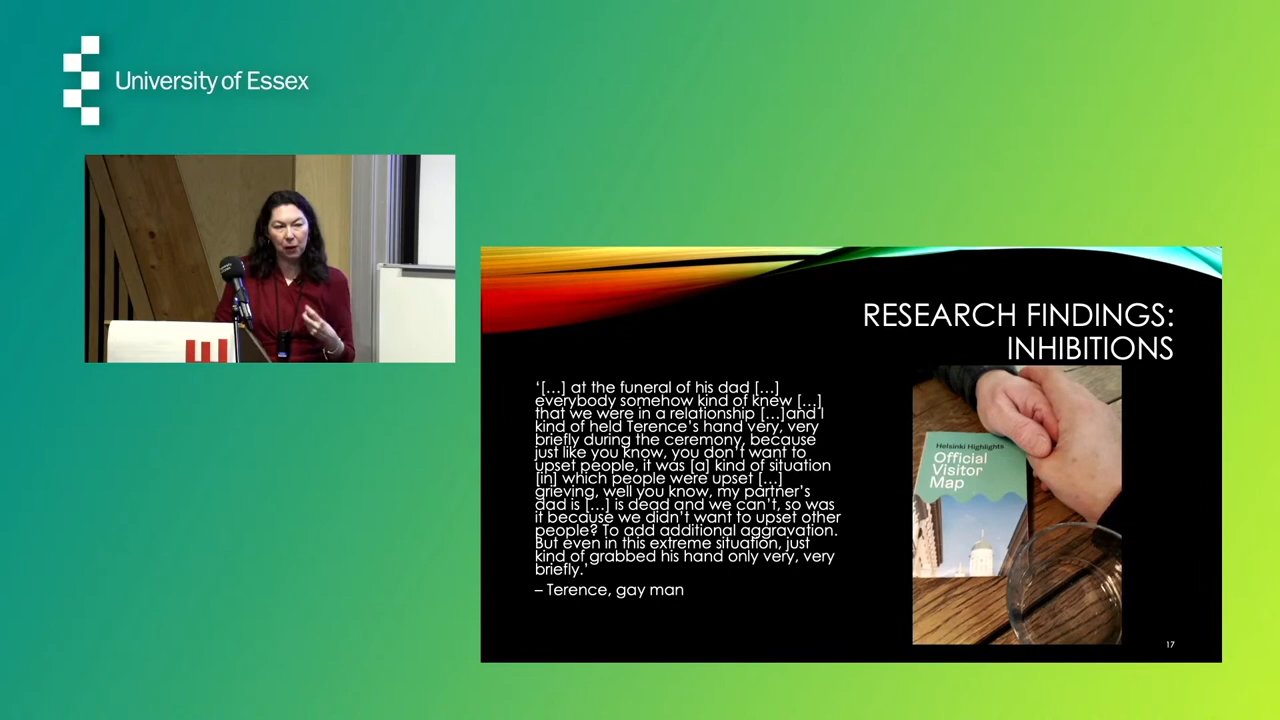 University of Essex
RESEARCH FINDINGS:
INHIBITIONS
‘[…] at the funeral of his dad […]
everybody somehow kind of knew […]
that we were in a relationship […]and I
kind of held Terence’s hand very, very
briefly during the ceremony, because
just like you know, you don’t want to
upset people, it was [a] kind of situation
[in] which people were upset […]
grieving, well you know, my partner’s
dad is […] is dead and we can’t, so was
it because we didn’t want to upset other
people? To add additional aggravation.
But even in this extreme situation, just
kind of grabbed his hand only very, very
briefly.’
– Terence, gay man
Helsinki Highlights
Official
Visitor
Map
17